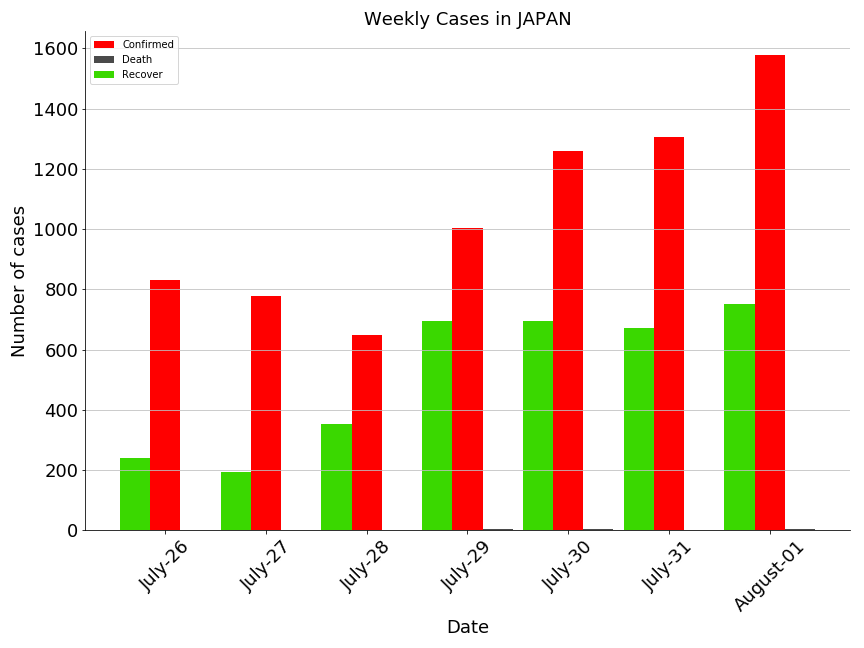 Weekly Cases in JAPAN
Confirmed
Death
Recover
1600
1400
1200
1000
800
600
400
200
0
Number of cases
July-26
July-27
July-28
July-29
July-30
July-31
August-01
Date